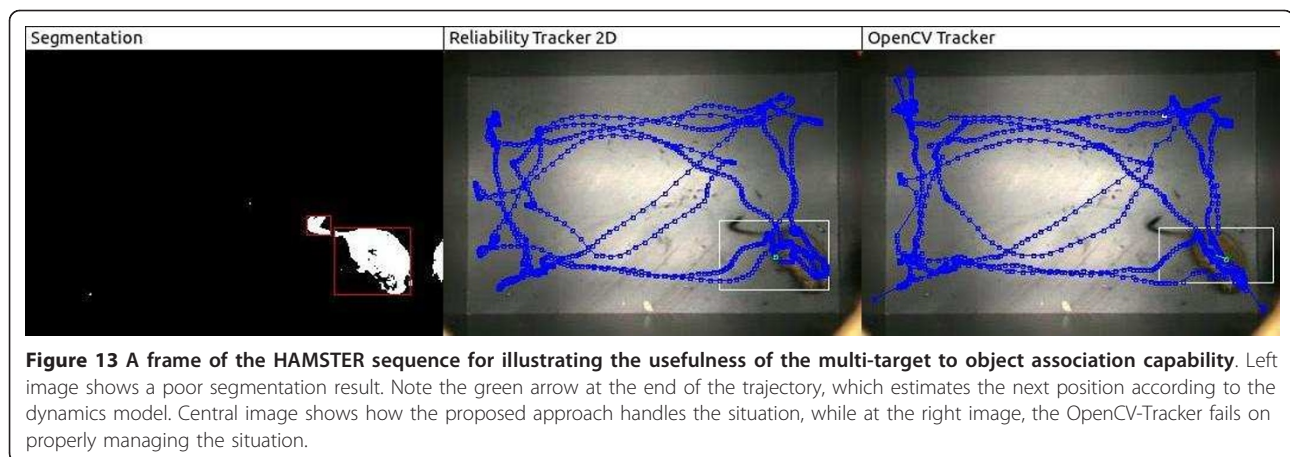 Segmentation
Reliability Tracker 2D
OpenCV Tracker
Figure 13 A frame of the HAMSTER sequence for illustrating the usefulness of the multi-target to object association capability. Left
image shows a poor segmentation result. Note the green arrow at the end of the trajectory, which estimates the next position according to the
dynamics model. Central image shows how the proposed approach handles the situation, while at the right image, the OpenCV-Tracker fails on
properly managing the situation.